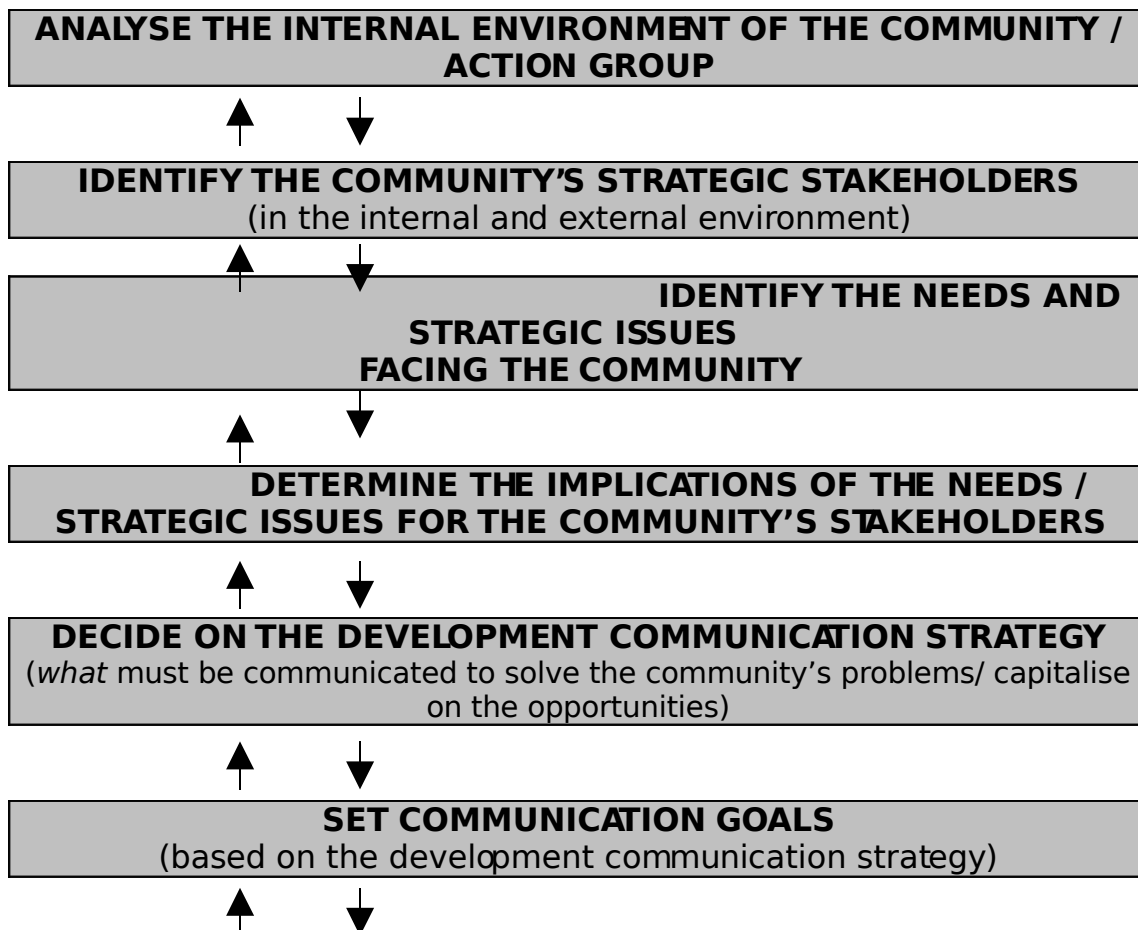 ANALYSE THE INTERNAL ENVIRONMENT OF THE COMMUNITY /
ACTION GROUP
IDENTIFY THE COMMUNITY’S STRATEGIC STAKEHOLDERS
(in the internal and external environment)
IDENTIFY THE NEEDS AND
STRATEGIC ISSUES
FACING THE COMMUNITY
DETERMINE THE IMPLICATIONS OF THE NEEDS /
STRATEGIC ISSUES FOR THE COMMUNITY’S STAKEHOLDERS
DECIDE ON THE DEVELOPMENT COMMUNICATION STRATEGY
(what must be communicated to solve the community’s problems/ capitalise
on the opportunities)
SET COMMUNICATION GOALS
(based on the development communication strategy)